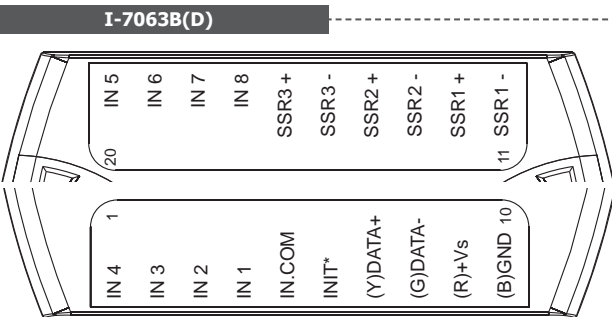 I-7063B(D)
IN 5
IN 6
IN 7
IN 8
SSR3 +
SSR3 -
SSR2 +
SSR2 -
SSR1 +
SSR1 -
20
11
1
10
IN 4
IN 3
IN 2
IN 1
IN.COM
INIT*
(Y)DATA+
(G)DATA-
(R)+Vs
(B)GND